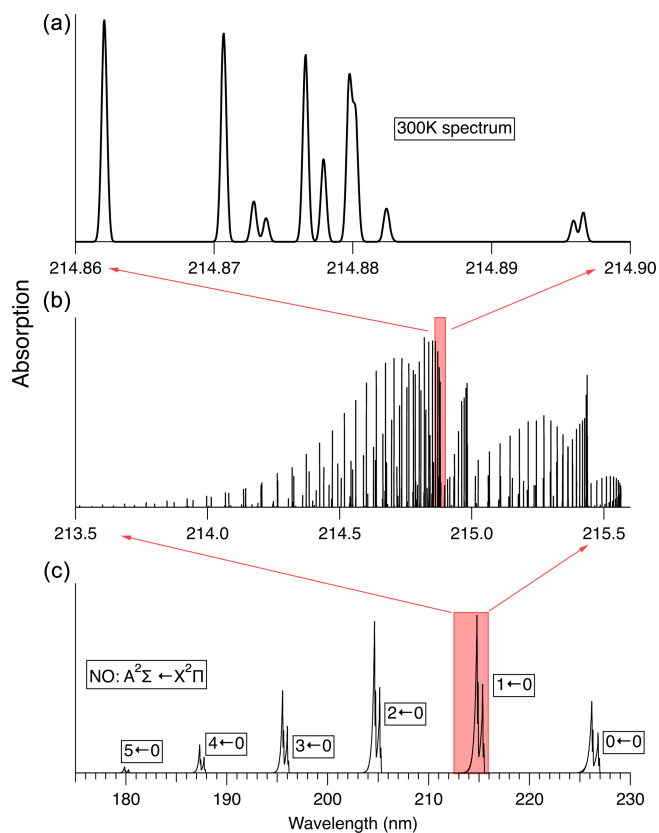 (a)
300K spectrum
214.86 214.87 214.88 214.89 214.90
(b)
Absorption
213.5 214.0 214.5 215.0 215.5
(c)
NO: A²Σ ←X²Π
5←0 4←0 3←0 2←0 1←0 0←0
180 190 200 210 220 230
Wavelength (nm)